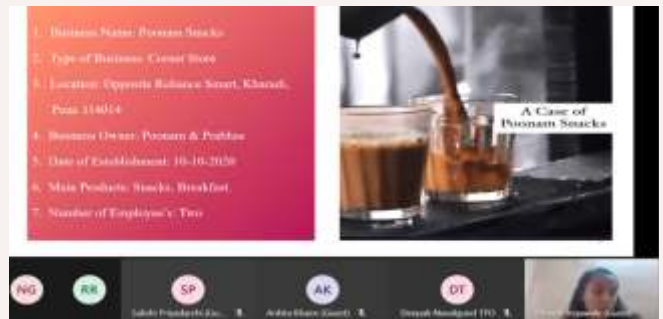 1. Business Name: Poonam Snacks
2. Type of Business: Corner Store
3. Location: Opposite Reliance Smart, Kharadi,
Pune
4. Business Owner: Poonam & Prabhas
5. Date of Establishment: 10-10-2020
6. Main Products: Snacks, Breakfast
7. Number of Employee's: Two
A Case of
Poonam Snacks
NG
RR
SP
AK
DT
(Guest)
TPO